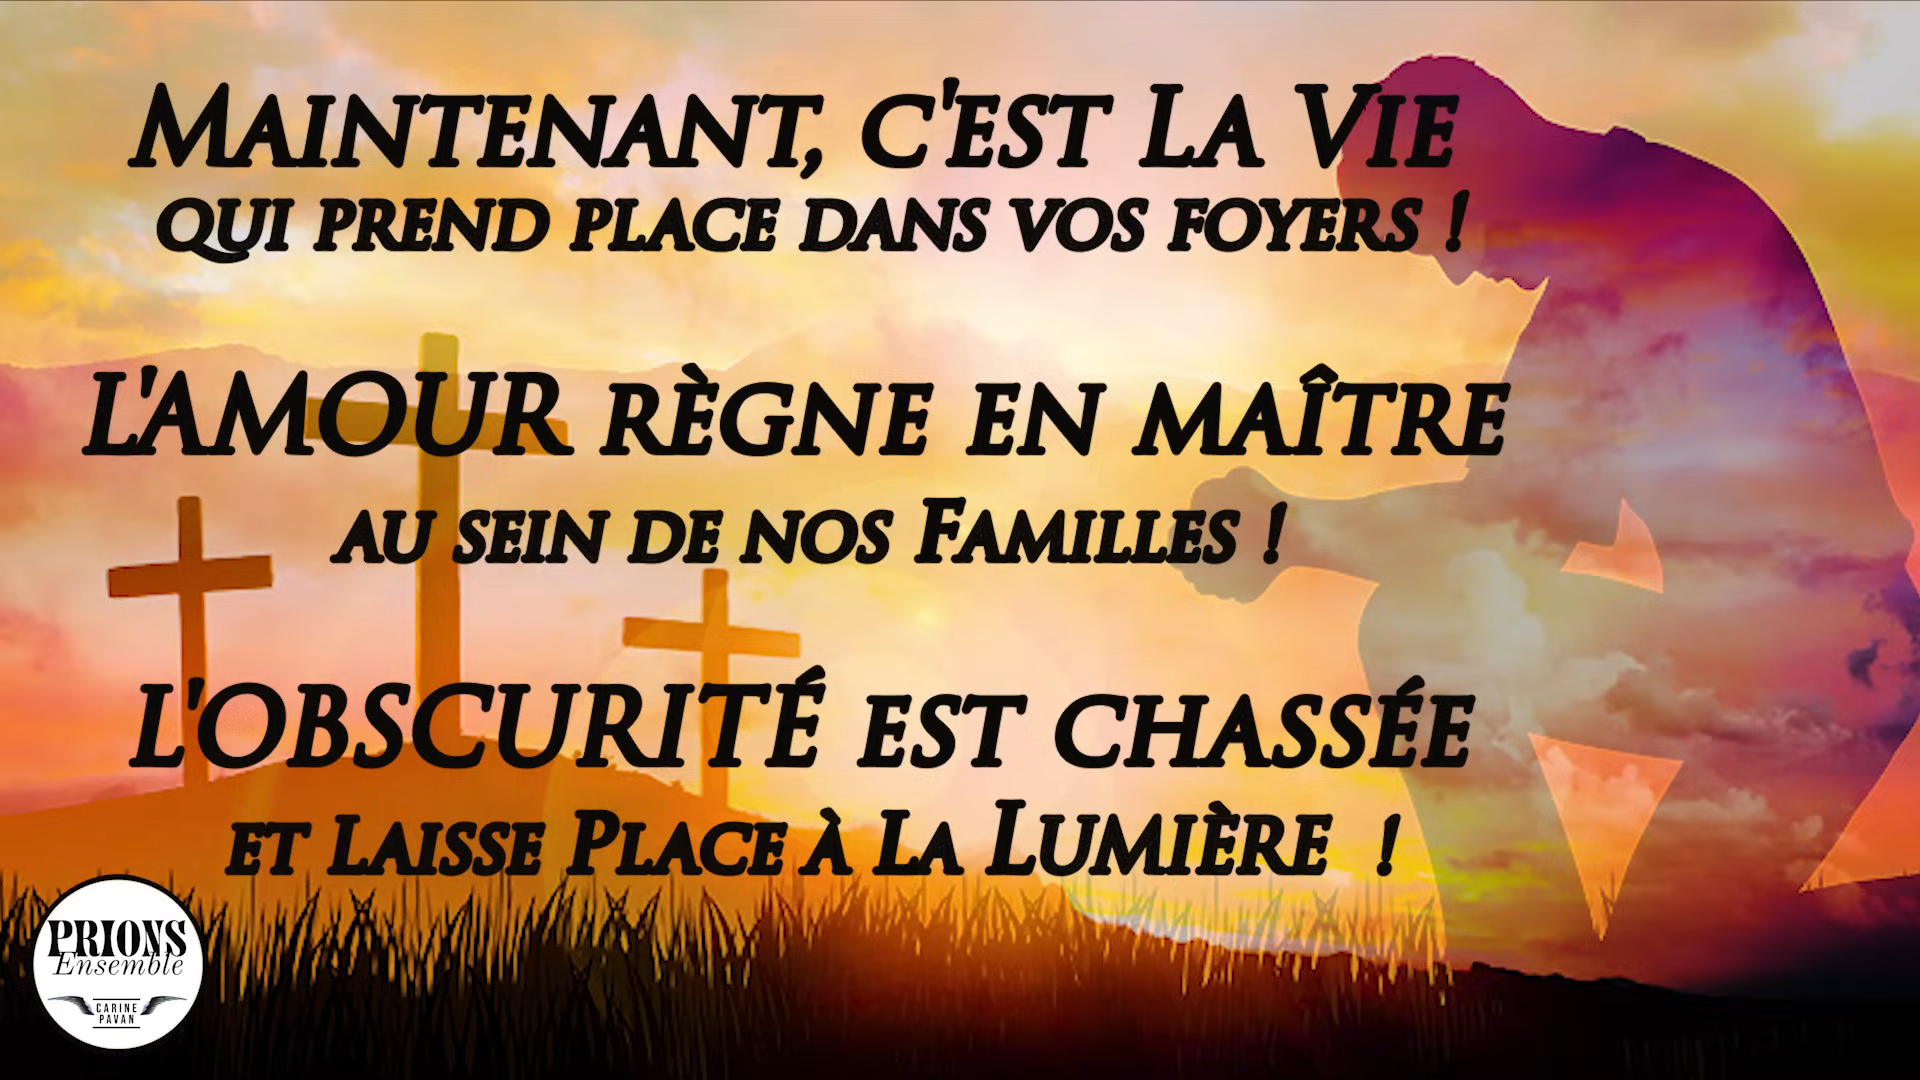 Maintenant, c'est La Vie
qui prend place dans vos foyers !
L'AMOUR règne en maître
au sein de nos Familles !
L'OBSCURITÉ est chassée
et Laisse Place à La Lumière !
PRIONS
Ensemble
CARINE
PAVAN